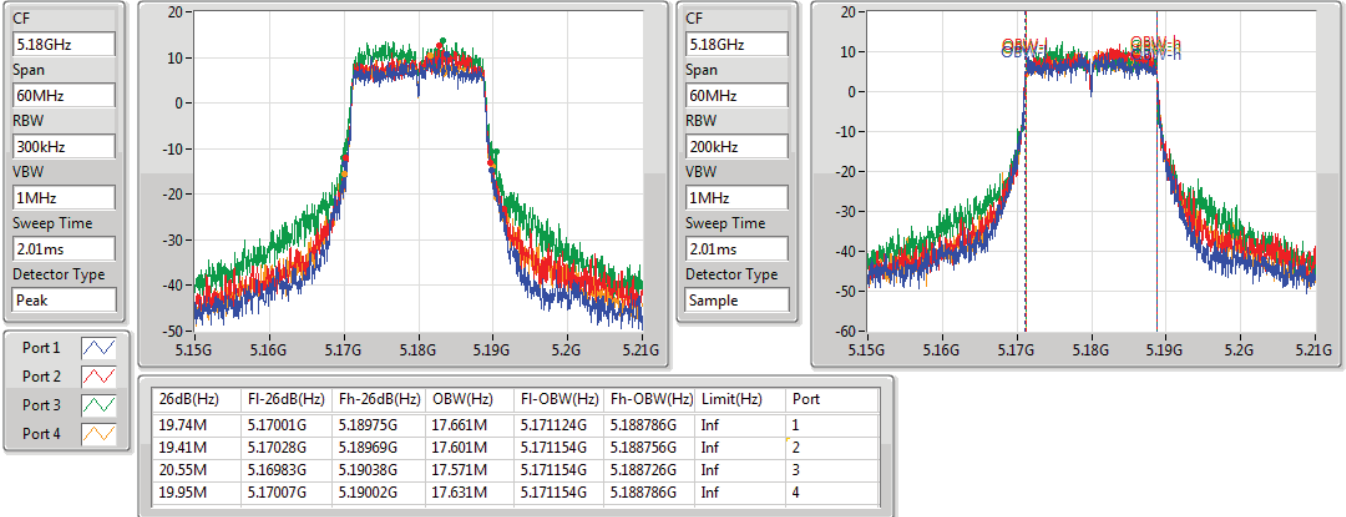 CF
5.18GHz
Span
60MHz
RBW
300kHz
VBW
1MHz
Sweep Time
2.01ms
Detector Type
Peak
20
10
0
-10
-20
-30
-40
-50
5.15G 5.16G 5.17G 5.18G 5.19G 5.2G 5.21G
CF
5.18GHz
Span
60MHz
RBW
200kHz
VBW
1MHz
Sweep Time
2.01ms
Detector Type
Sample
20
10
0
-10
-20
-30
-40
-50
-60
OBW-l OBW-h
5.15G 5.16G 5.17G 5.18G 5.19G 5.2G 5.21G
Port 1
Port 2
Port 3
Port 4
26dB(Hz) Fl-26dB(Hz) Fh-26dB(Hz) OBW(Hz) Fl-OBW(Hz) Fh-OBW(Hz) Limit(Hz) Port
19.74M 5.17001G 5.18975G 17.661M 5.171124G 5.188786G Inf 1
19.41M 5.17028G 5.18969G 17.601M 5.171154G 5.188756G Inf 2
20.55M 5.16983G 5.19038G 17.571M 5.171154G 5.188726G Inf 3
19.95M 5.17007G 5.19002G 17.631M 5.171154G 5.188786G Inf 4